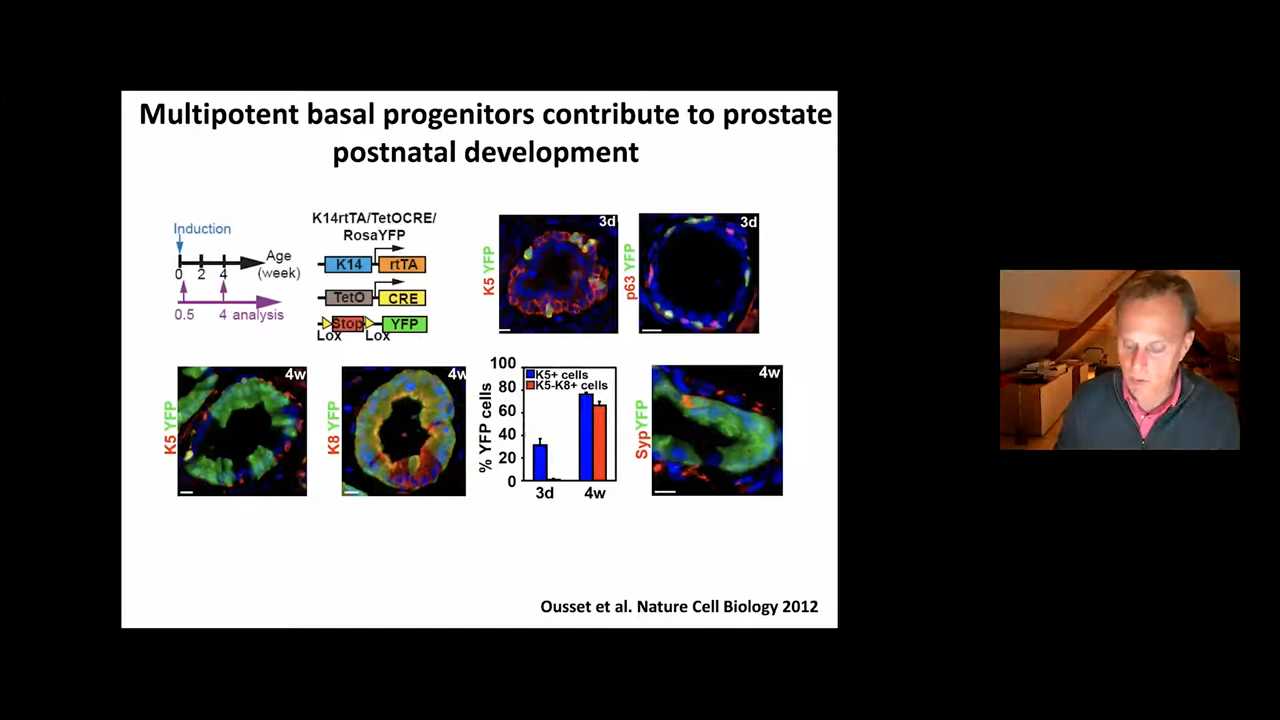 Multipotent basal progenitors contribute to prostate
postnatal development
Induction
Age
(week)
0 2 4
0.5 4 analysis
K14rtTA/TetOCRE/
RosaYFP
K14 rtTA
TetO CRE
Stop YFP
Lox Lox
K5 YFP
3d
p63 YFP
3d
K5 YFP
4w
K8 YFP
4w
% YFP cells
100
80
60
40
20
0
K5+ cells
K5-K8+ cells
3d 4w
Syp YFP
4w
Ousset et al. Nature Cell Biology 2012